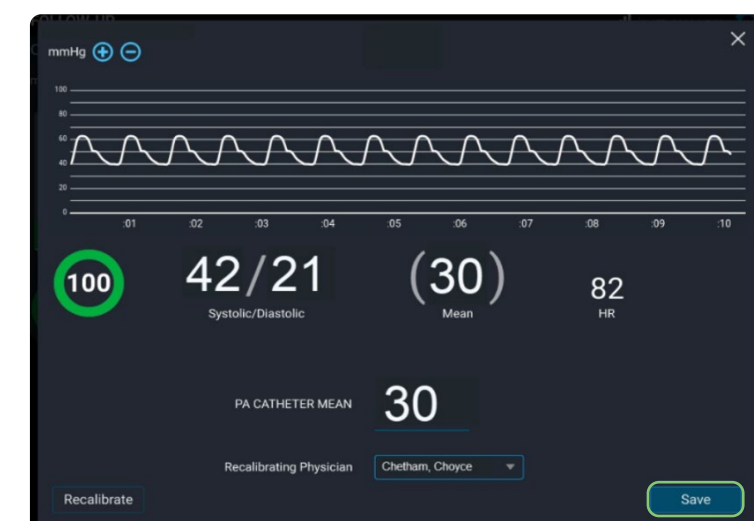 mmHg
100
80
60
40
20
0
:01 :02 :03 :04 :05 :06 :07 :08 :09 :10
100
42/21
Systolic/Diastolic
(30)
Mean
82
HR
PA CATHETER MEAN 30
Recalibrating Physician Chetham, Choyce
Recalibrate Save